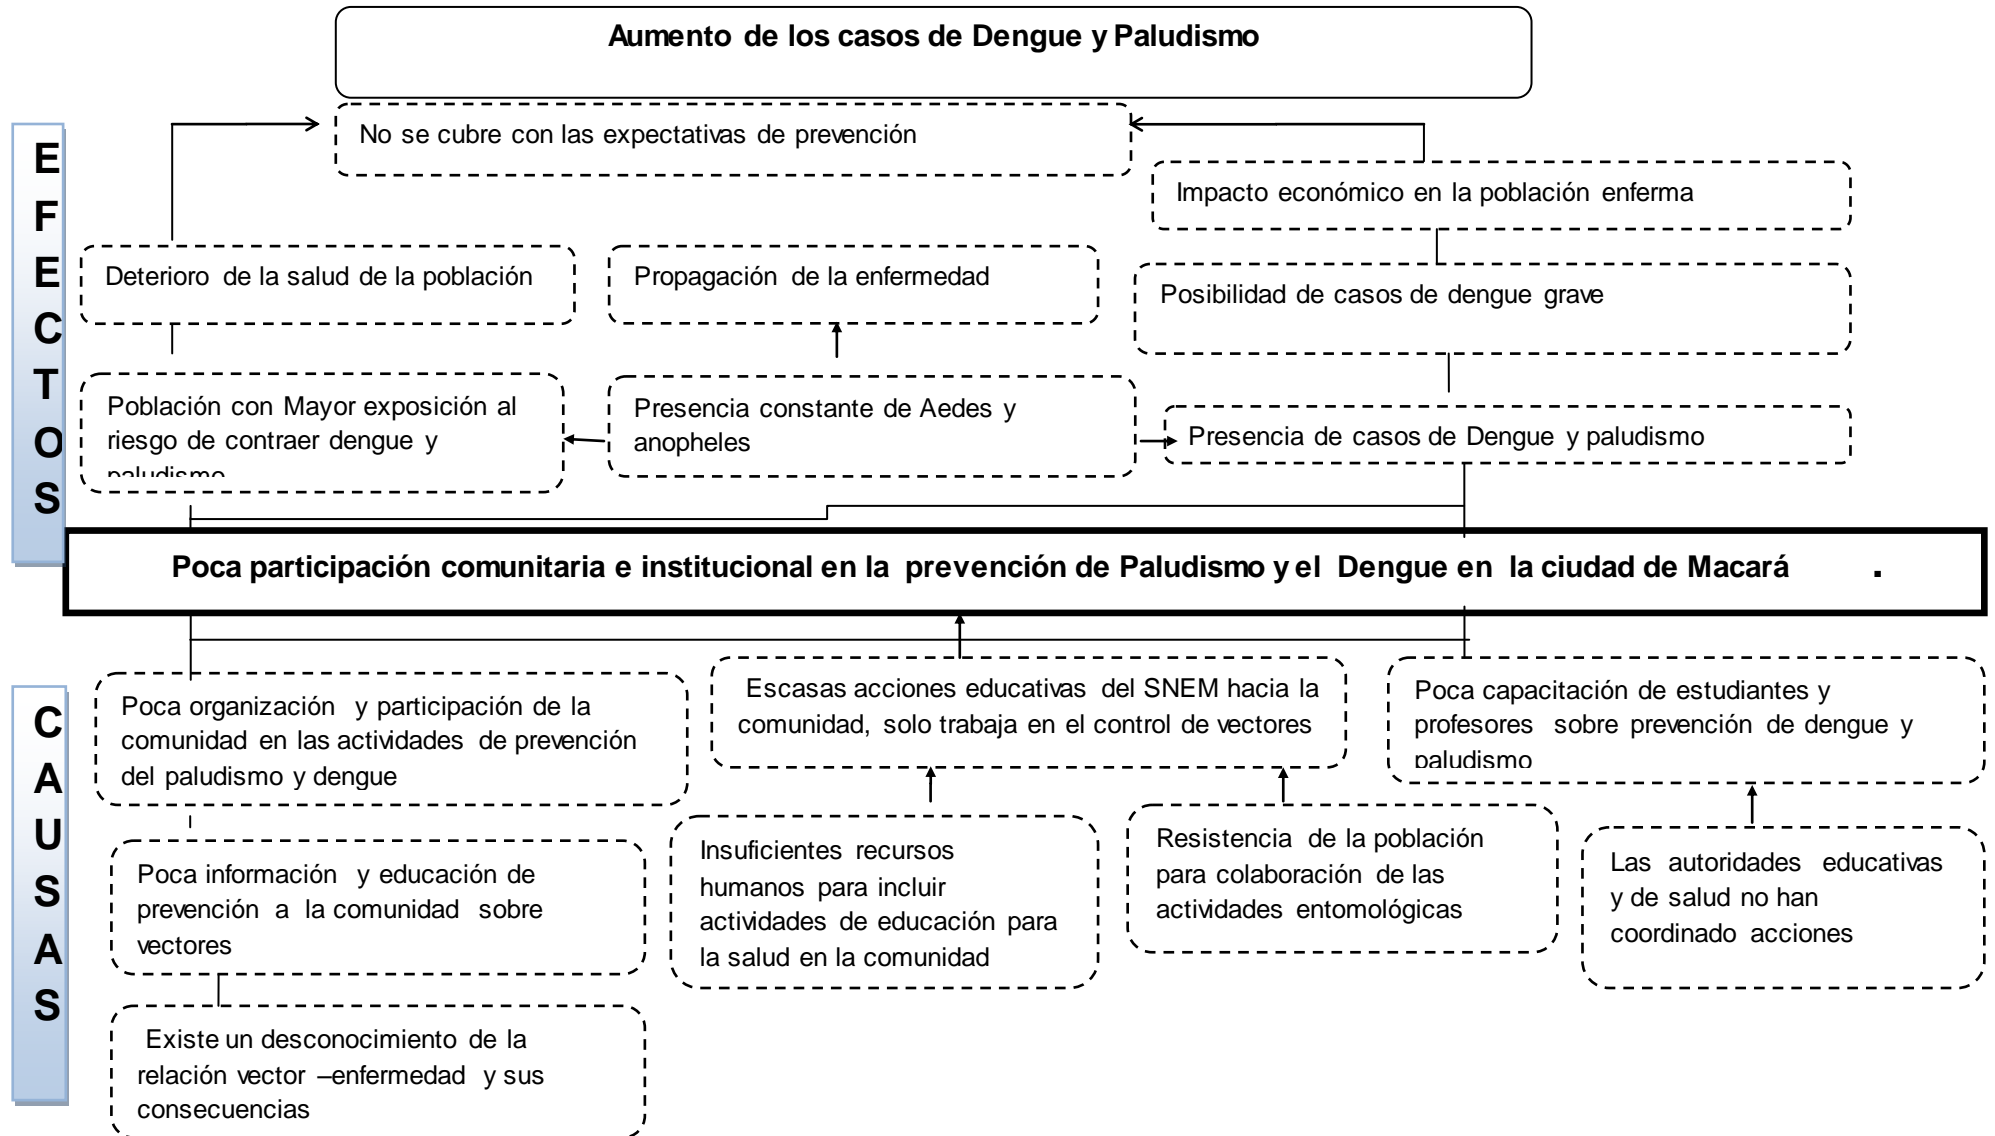 Aumento de los casos de Dengue y Paludismo
EFECTOS
No se cubre con las expectativas de prevención
Impacto económico en la población enferma
Deterioro de la salud de la población
Propagación de la enfermedad
Posibilidad de casos de dengue grave
Población con Mayor exposición al
riesgo de contraer dengue y
paludismo
Presencia constante de Aedes y
anopheles
Presencia de casos de Dengue y paludismo
Poca participación comunitaria e institucional en la prevención de Paludismo y el Dengue en la ciudad de Macará .
CAUSAS
Poca organización y participación de la
comunidad en las actividades de prevención
del paludismo y dengue
Escasas acciones educativas del SNEM hacia la
comunidad, solo trabaja en el control de vectores
Poca capacitación de estudiantes y
profesores sobre prevención de dengue y
paludismo
Poca información y educación de
prevención a la comunidad sobre
vectores
Insuficientes recursos
humanos para incluir
actividades de educación para
la salud en la comunidad
Resistencia de la población
para colaboración de las
actividades entomológicas
Las autoridades educativas
y de salud no han
coordinado acciones
Existe un desconocimiento de la
relación vector –enfermedad y sus
consecuencias